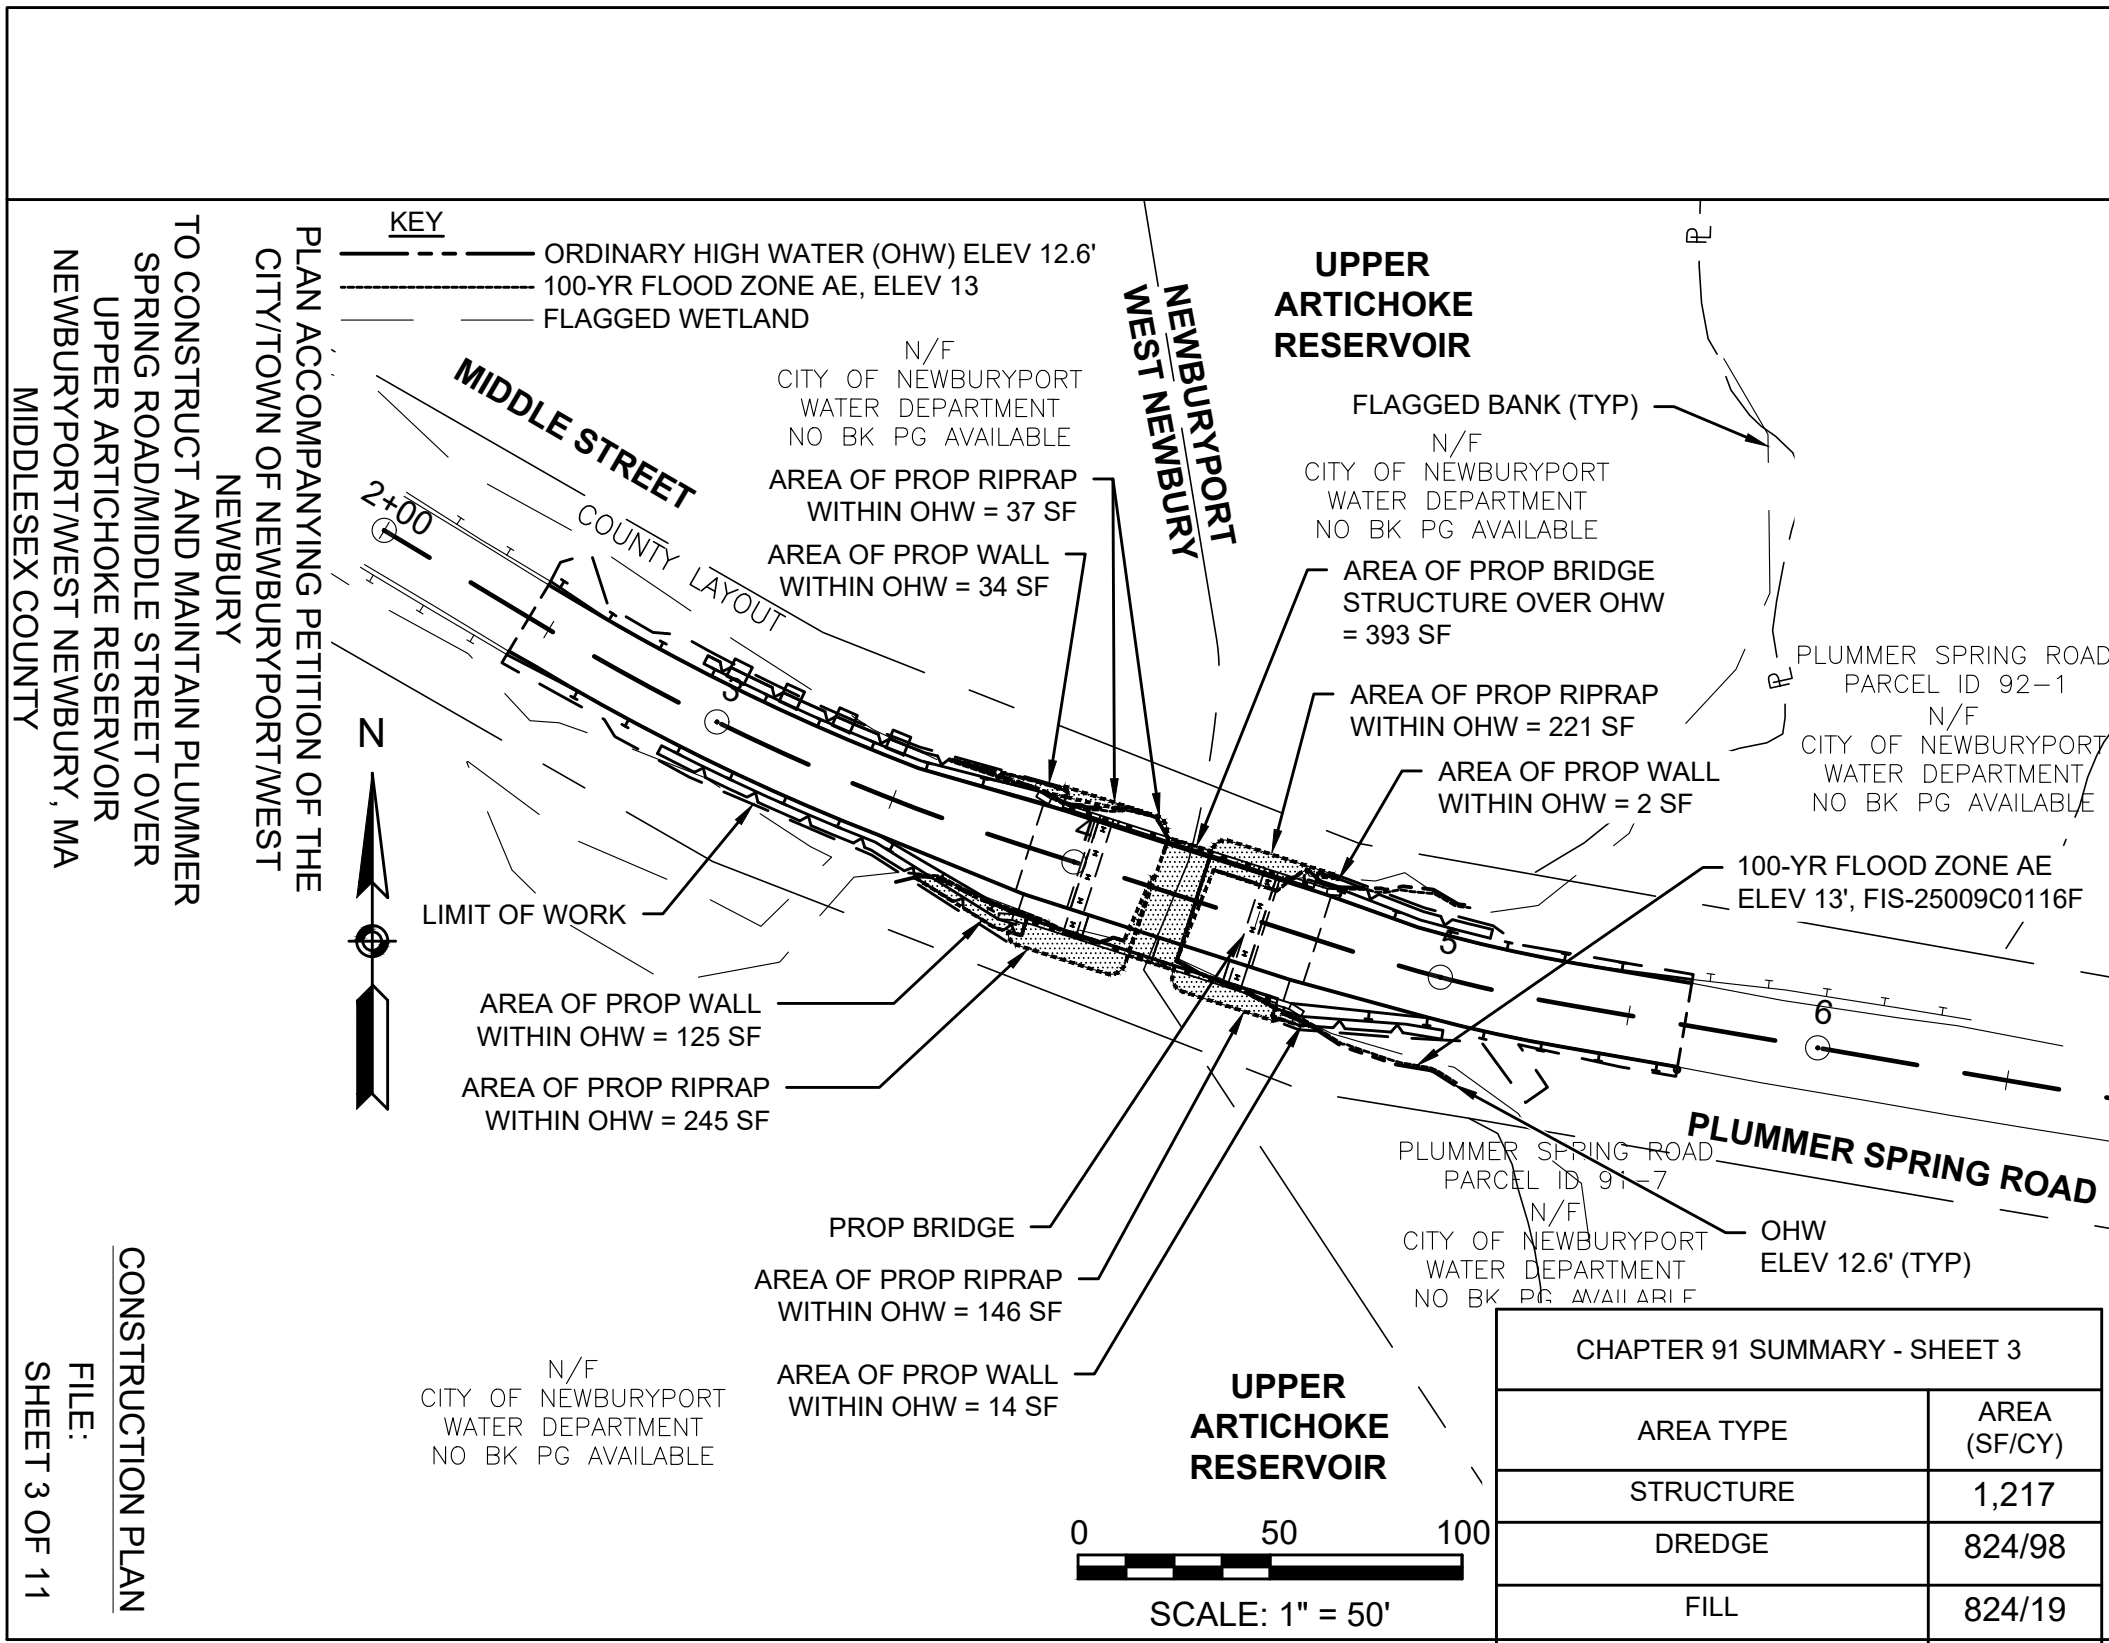 KEY
ORDINARY HIGH WATER (OHW) ELEV 12.6'
100-YR FLOOD ZONE AE, ELEV 13
FLAGGED WETLAND
PLAN ACCOMPANYING PETITION OF THE
CITY/TOWN OF NEWBURYPORT/WEST
NEWBURY
TO CONSTRUCT AND MAINTAIN PLUMMER
SPRING ROAD/MIDDLE STREET OVER
UPPER ARTICHOKE RESERVOIR
NEWBURYPORT/WEST NEWBURY, MA
MIDDLESEX COUNTY
CONSTRUCTION PLAN
FILE:
SHEET 3 OF 11
N
MIDDLE STREET
COUNTY LAYOUT
2+00
3
4
5
6
N/F
CITY OF NEWBURYPORT
WATER DEPARTMENT
NO BK PG AVAILABLE
AREA OF PROP RIPRAP
WITHIN OHW = 37 SF
AREA OF PROP WALL
WITHIN OHW = 34 SF
NEWBURYPORT
WEST NEWBURY
UPPER
ARTICHOKE
RESERVOIR
PL
FLAGGED BANK (TYP)
N/F
CITY OF NEWBURYPORT
WATER DEPARTMENT
NO BK PG AVAILABLE
AREA OF PROP BRIDGE
STRUCTURE OVER OHW
= 393 SF
AREA OF PROP RIPRAP
WITHIN OHW = 221 SF
AREA OF PROP WALL
WITHIN OHW = 2 SF
PL
PLUMMER SPRING ROAD
PARCEL ID 92-1
N/F
CITY OF NEWBURYPORT
WATER DEPARTMENT
NO BK PG AVAILABLE
100-YR FLOOD ZONE AE
ELEV 13', FIS-25009C0116F
LIMIT OF WORK
AREA OF PROP WALL
WITHIN OHW = 125 SF
AREA OF PROP RIPRAP
WITHIN OHW = 245 SF
PROP BRIDGE
AREA OF PROP RIPRAP
WITHIN OHW = 146 SF
AREA OF PROP WALL
WITHIN OHW = 14 SF
PLUMMER SPRING ROAD
PLUMMER SPRING ROAD
PARCEL ID 91-7
N/F
CITY OF NEWBURYPORT
WATER DEPARTMENT
NO BK PG AVAILABLE
OHW
ELEV 12.6' (TYP)
N/F
CITY OF NEWBURYPORT
WATER DEPARTMENT
NO BK PG AVAILABLE
UPPER
ARTICHOKE
RESERVOIR
0 50 100
SCALE: 1" = 50'
CHAPTER 91 SUMMARY - SHEET 3
AREA TYPE AREA (SF/CY)
STRUCTURE 1,217
DREDGE 824/98
FILL 824/19